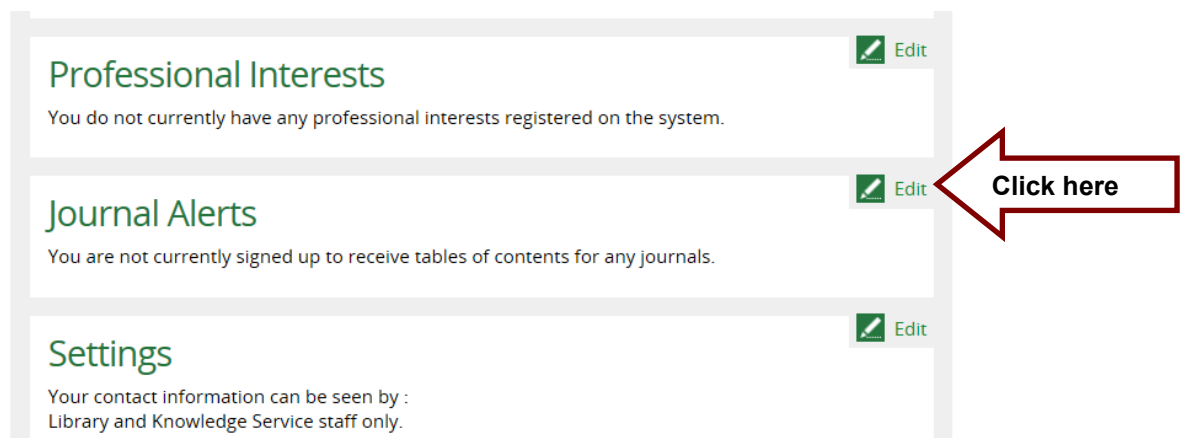 Edit
Professional Interests
You do not currently have any professional interests registered on the system.
Edit
Click here
Journal Alerts
You are not currently signed up to receive tables of contents for any journals.
Edit
Settings
Your contact information can be seen by :
Library and Knowledge Service staff only.